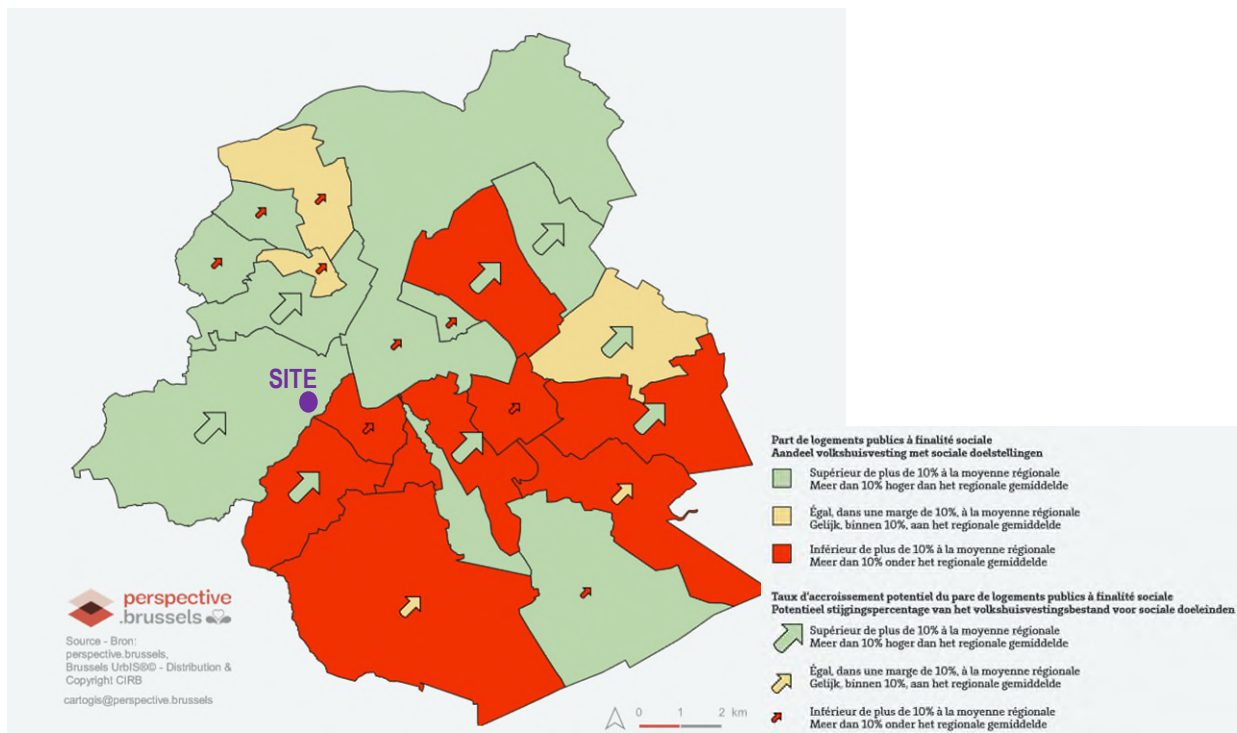 SITE
Part de logements publics à finalité sociale
Aandeel volkshuisvesting met sociale doelstellingen
Supérieur de plus de 10% à la moyenne régionale
Meer dan 10% hoger dan het regionale gemiddelde
Égal, dans une marge de 10%, à la moyenne régionale
Gelijk, binnen 10%, aan het regionale gemiddelde
Inférieur de plus de 10% à la moyenne régionale
Meer dan 10% onder het regionale gemiddelde
Taux d'accroissement potentiel du parc de logements publics à finalité sociale
Potentieel stijgingspercentage van het volkshuisvestingsbestand voor sociale doeleinden
Supérieur de plus de 10% à la moyenne régionale
Meer dan 10% hoger dan het regionale gemiddelde
Égal, dans une marge de 10%, à la moyenne régionale
Gelijk, binnen 10%, aan het regionale gemiddelde
Inférieur de plus de 10% à la moyenne régionale
Meer dan 10% onder het regionale gemiddelde
perspective
.brussels
Source - Bron:
perspective.brussels,
Brussels UrbIS®© - Distribution &
Copyright CIRB
cartogis@perspective.brussels
0 1 2 km